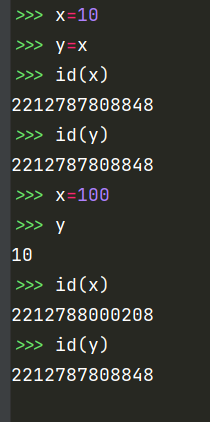 >>> x=10
>>> y=x
>>> id(x)
2212787808848
>>> id(y)
2212787808848
>>> x=100
>>> y
10
>>> id(x)
2212788000208
>>> id(y)
2212787808848